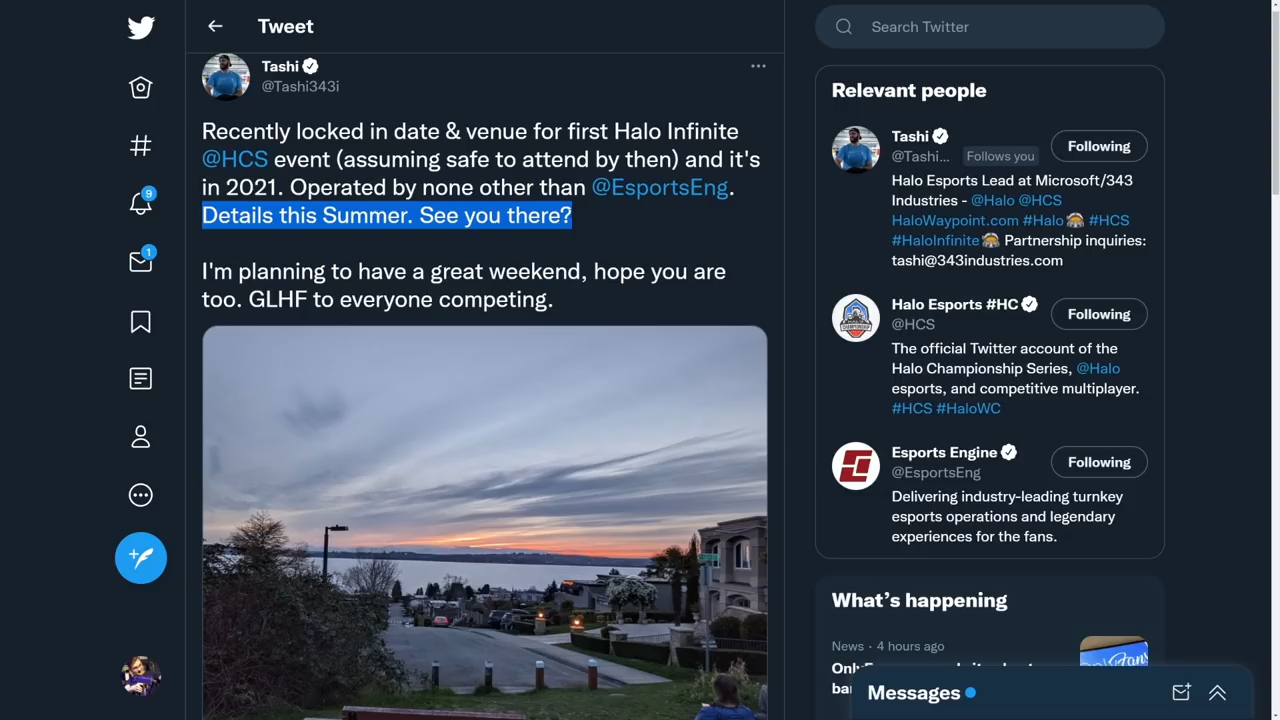 Tweet
Tashi
@Tashi343i
Recently locked in date & venue for first Halo Infinite
@HCS event (assuming safe to attend by then) and it's
in 2021. Operated by none other than @EsportsEng.
Details this Summer. See you there?
I'm planning to have a great weekend, hope you are
too. GLHF to everyone competing.
9
1
Search Twitter
Relevant people
Tashi
@Tashi... Follows you
Following
Halo Esports Lead at Microsoft/343
Industries - @Halo @HCS
HaloWaypoint.com #Halo #HCS
#HaloInfinite Partnership inquiries:
tashi@343industries.com
Halo Esports #HC
@HCS
Following
The official Twitter account of the
Halo Championship Series, @Halo
esports, and competitive multiplayer.
#HCS #HaloWC
Esports Engine
@EsportsEng
Following
Delivering industry-leading turnkey
esports operations and legendary
experiences for the fans.
What's happening
News · 4 hours ago
Messages